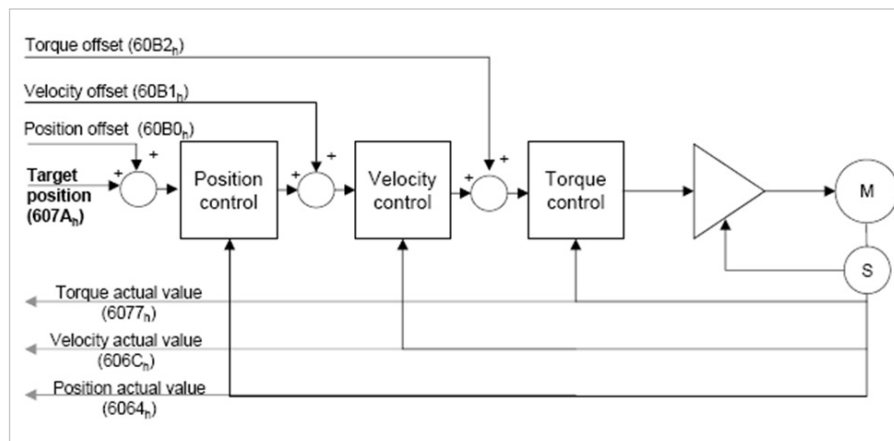 Torque offset (60B2h)
Velocity offset (60B1h)
Position offset (60B0h)
+
+
+
+
+
+
Target
position
(607Ah)
Position
control
Velocity
control
Torque
control
M
S
Torque actual value
(6077h)
Velocity actual value
(606Ch)
Position actual value
(6064h)